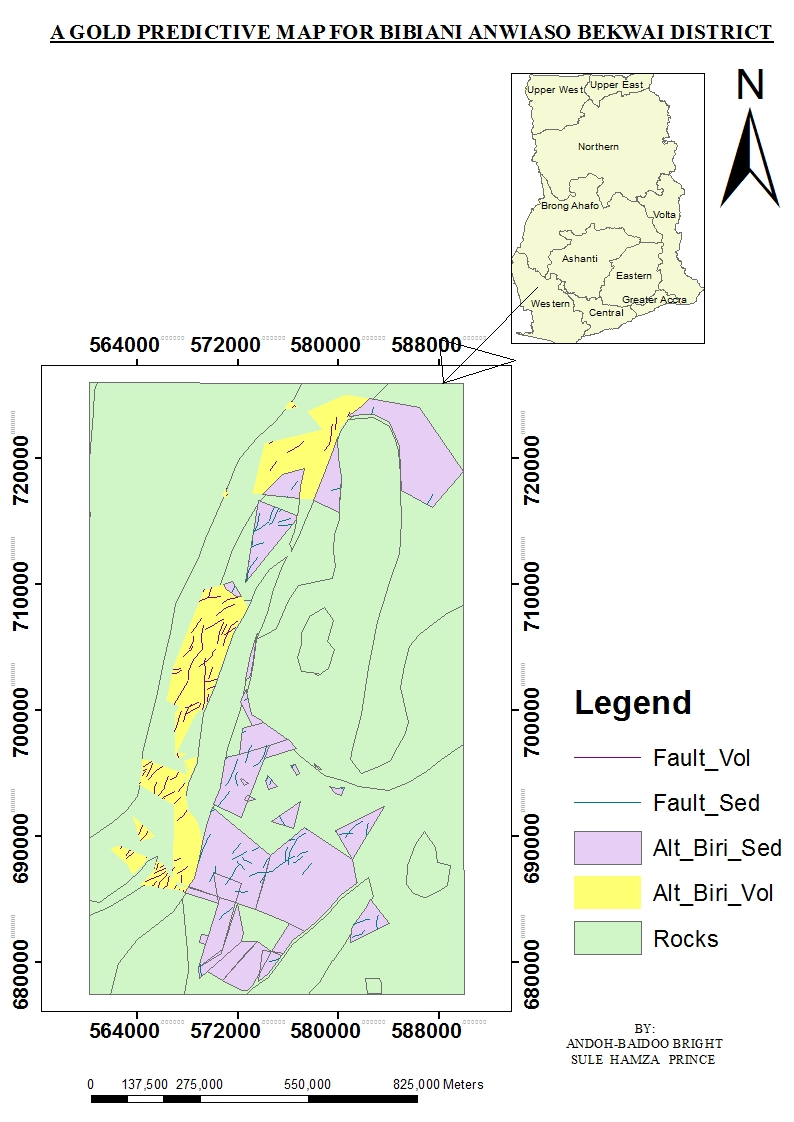 A GOLD PREDICTIVE MAP FOR BIBIANI ANWIASO BEKWAI DISTRICT
N
Upper West
Upper East
Northern
Brong Ahafo
Volta
Ashanti
Eastern
Western
Greater Accra
Central
564000
572000
580000
588000
720000
720000
710000
710000
700000
700000
690000
690000
680000
680000
564000
572000
580000
588000
Legend
Fault_Vol
Fault_Sed
Alt_Biri_Sed
Alt_Biri_Vol
Rocks
BY:
ANDOH-BAIDOO BRIGHT
SULE HAMZA PRINCE
0 137,500 275,000 550,000 825,000 Meters